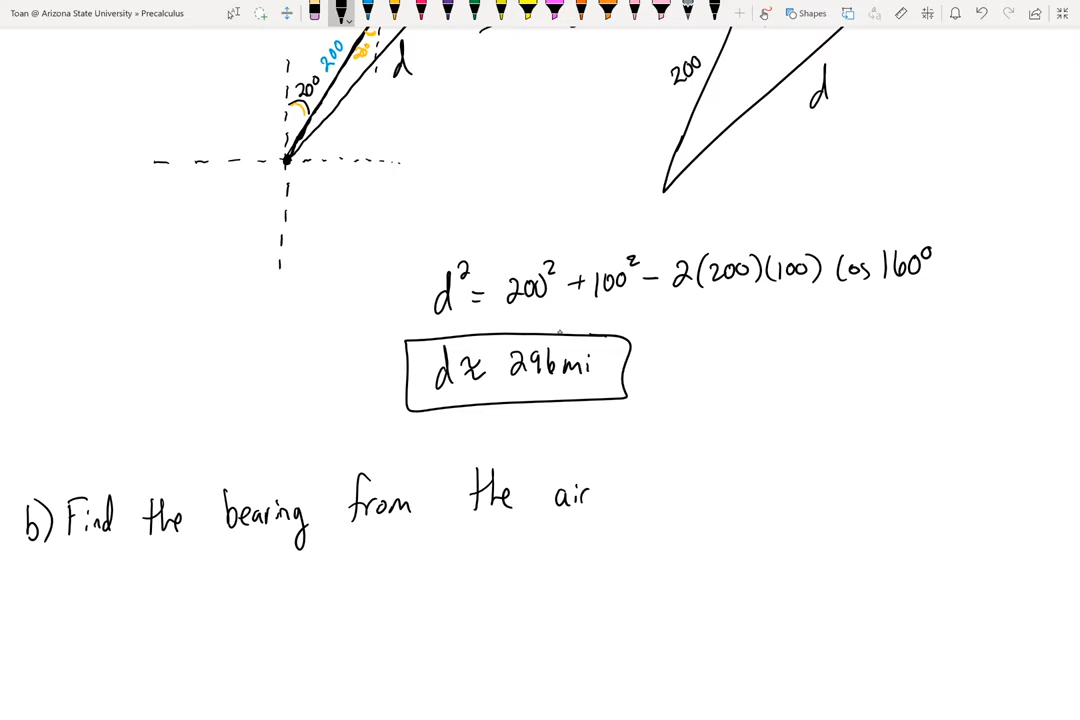 Toan @ Arizona State University » Precalculus
Shapes
200
20°
d
200
d
d² = 200² + 100² - 2(200)(100) Cos 160°
d ≈ 296 mi
b) Find the bearing from the air